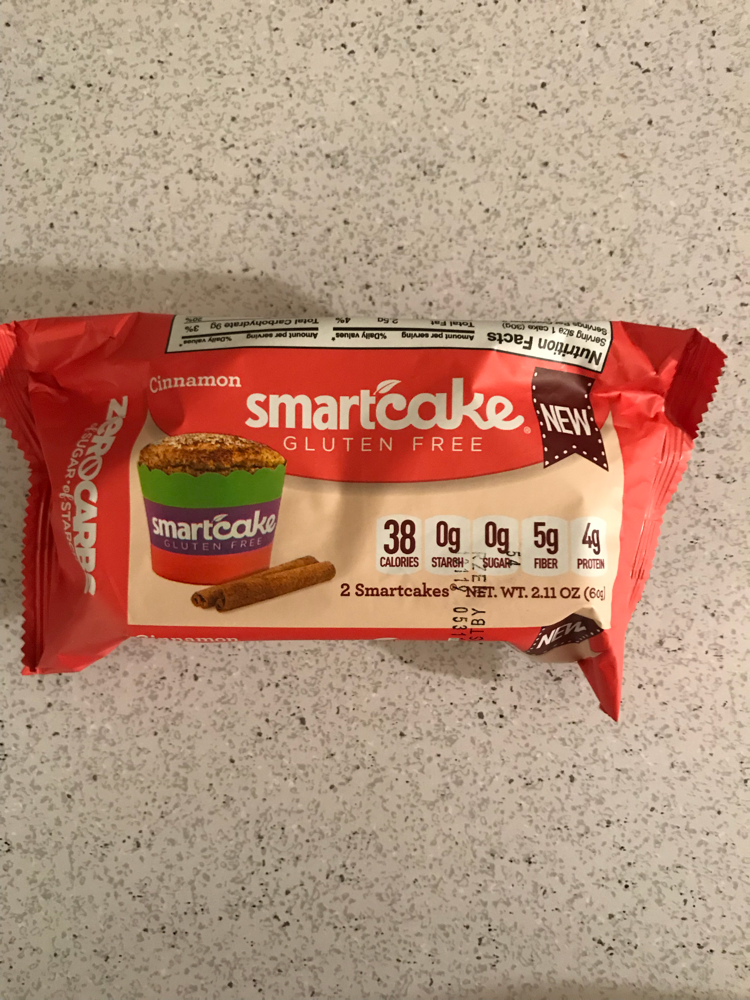 Nutrition Facts
Serving size 1 cake (30g)
Amount per serving
%Daily values*
Total Fat 2.5g 4%
Amount per serving
%Daily values*
Total Carbohydrate 9g 3%
20%
Cinnamon
smartcake®
GLUTEN FREE
NEW
ZERO CARBS
smartcake
GLUTEN FREE
38 0g 0g 5g 4g
CALORIES STARCH SUGAR FIBER PROTEIN
2 Smartcakes® NET. WT. 2.11 OZ (60g)
Cinnamon
NEW